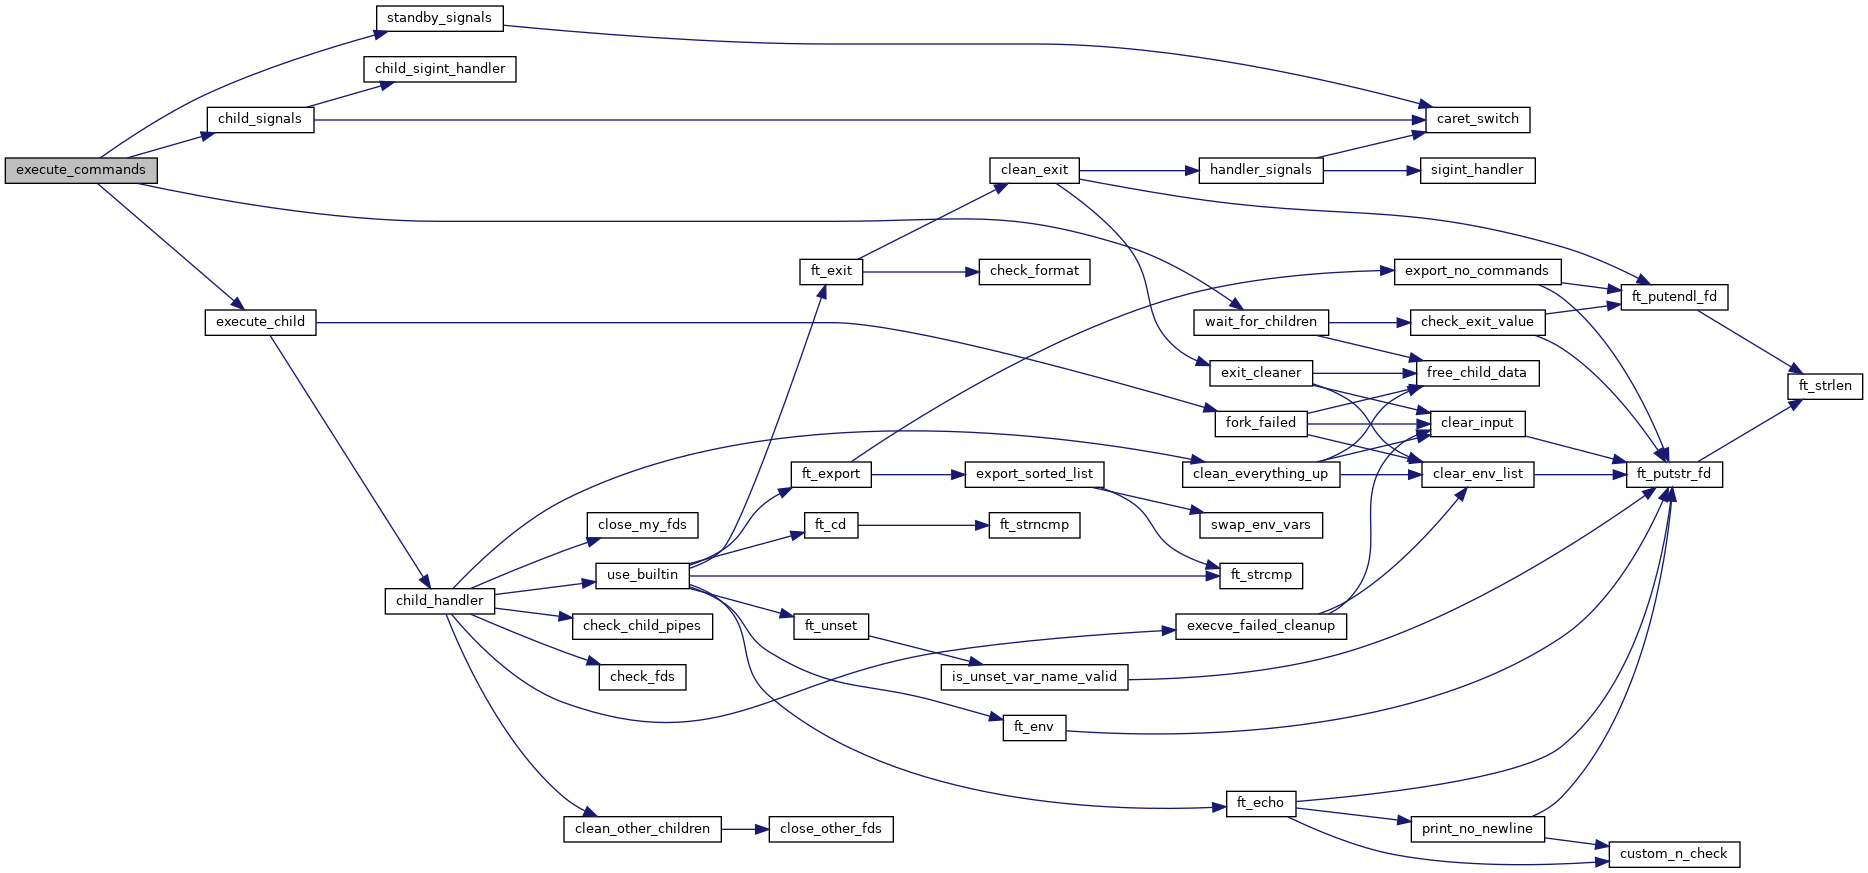 execute_commands
standby_signals
child_sigint_handler
child_signals
execute_child
child_handler
close_my_fds
use_builtin
check_child_pipes
check_fds
clean_other_children
close_other_fds
ft_exit
ft_export
ft_cd
ft_unset
clean_exit
check_format
export_sorted_list
ft_strncmp
is_unset_var_name_valid
ft_env
handler_signals
wait_for_children
exit_cleaner
fork_failed
clean_everything_up
swap_env_vars
ft_strcmp
execve_failed_cleanup
ft_echo
caret_switch
sigint_handler
export_no_commands
check_exit_value
free_child_data
clear_input
clear_env_list
print_no_newline
ft_putendl_fd
ft_putstr_fd
custom_n_check
ft_strlen